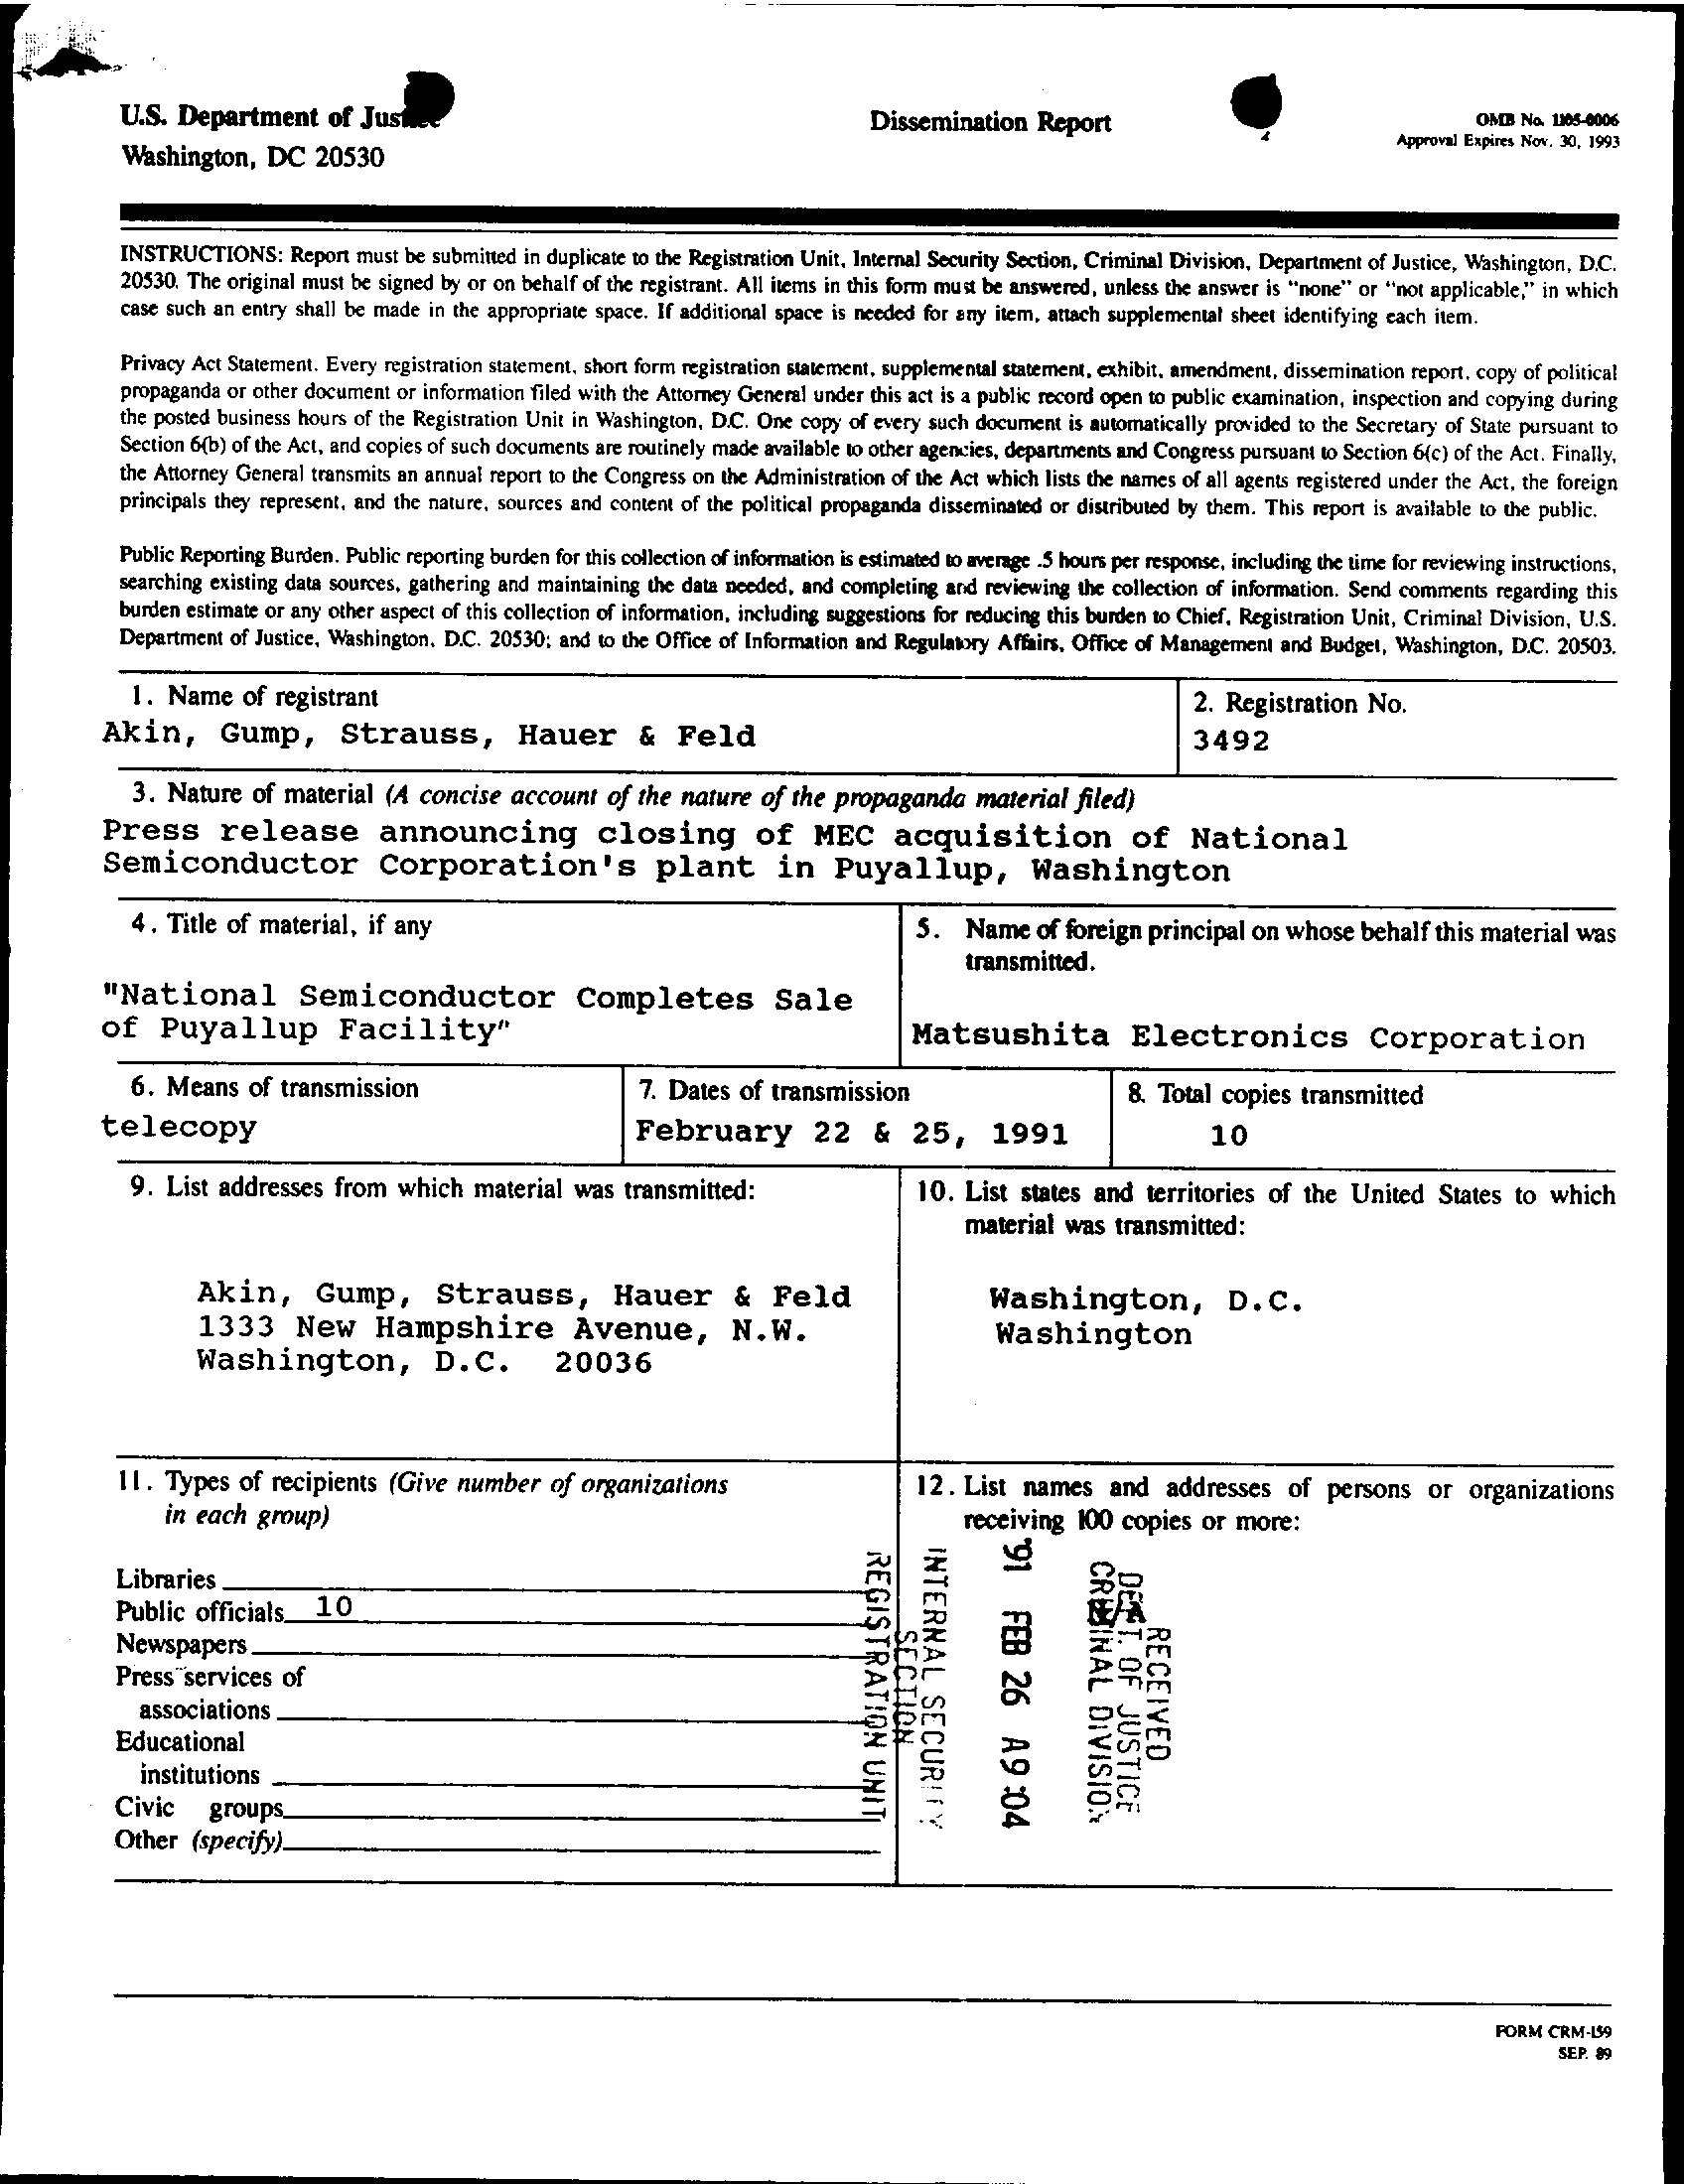 U.S. Department of Justice
Washington, DC 20530
Dissemination Report
OMB No. 1105-0006
Approval Expires Nov. 30, 1993
INSTRUCTIONS: Report must be submitted in duplicate to the Registration Unit, Internal Security Section, Criminal Division, Department of Justice, Washington, D.C.
20530. The original must be signed by or on behalf of the registrant. All items in this form must be answered, unless the answer is "none" or "not applicable," in which
case such an entry shall be made in the appropriate space. If additional space is needed for any item, attach supplemental sheet identifying each item.
Privacy Act Statement. Every registration statement, short form registration statement, supplemental statement, exhibit, amendment, dissemination report, copy of political
propaganda or other document or information filed with the Attorney General under this act is a public record open to public examination, inspection and copying during
the posted business hours of the Registration Unit in Washington, D.C. One copy of every such document is automatically provided to the Secretary of State pursuant to
Section 6(b) of the Act, and copies of such documents are routinely made available to other agencies, departments and Congress pursuant to Section 6(c) of the Act. Finally,
the Attorney General transmits an annual report to the Congress on the Administration of the Act which lists the names of all agents registered under the Act, the foreign
principals they represent, and the nature, sources and content of the political propaganda disseminated or distributed by them. This report is available to the public.
Public Reporting Burden. Public reporting burden for this collection of information is estimated to average .5 hours per response, including the time for reviewing instructions,
searching existing data sources, gathering and maintaining the data needed, and completing and reviewing the collection of information. Send comments regarding this
burden estimate or any other aspect of this collection of information, including suggestions for reducing this burden to Chief, Registration Unit, Criminal Division, U.S.
Department of Justice, Washington, D.C. 20530; and to the Office of Information and Regulatory Affairs, Office of Management and Budget, Washington, D.C. 20503.
1. Name of registrant
Akin, Gump, Strauss, Hauer & Feld
2. Registration No.
3492
3. Nature of material (A concise account of the nature of the propaganda material filed)
Press release announcing closing of MEC acquisition of National
Semiconductor Corporation's plant in Puyallup, Washington
4. Title of material, if any
"National Semiconductor Completes Sale
of Puyallup Facility"
5. Name of foreign principal on whose behalf this material was
transmitted.
Matsushita Electronics Corporation
6. Means of transmission
telecopy
7. Dates of transmission
February 22 & 25, 1991
8. Total copies transmitted
10
9. List addresses from which material was transmitted:
Akin, Gump, Strauss, Hauer & Feld
1333 New Hampshire Avenue, N.W.
Washington, D.C. 20036
10. List states and territories of the United States to which
material was transmitted:
Washington, D.C.
Washington
11. Types of recipients (Give number of organizations
in each group)
Libraries
Public officials 10
Newspapers
Press services of
associations
Educational
institutions
Civic groups
Other (specify)
12. List names and addresses of persons or organizations
receiving 100 copies or more:
N/A
RECEIVED
DEPT. OF JUSTICE
CRIMINAL DIVISION
'91 FEB 26 A9:04
INTERNAL SECURITY
SECTION
REGISTRATION UNIT
FORM CRM-159
SEP. 89